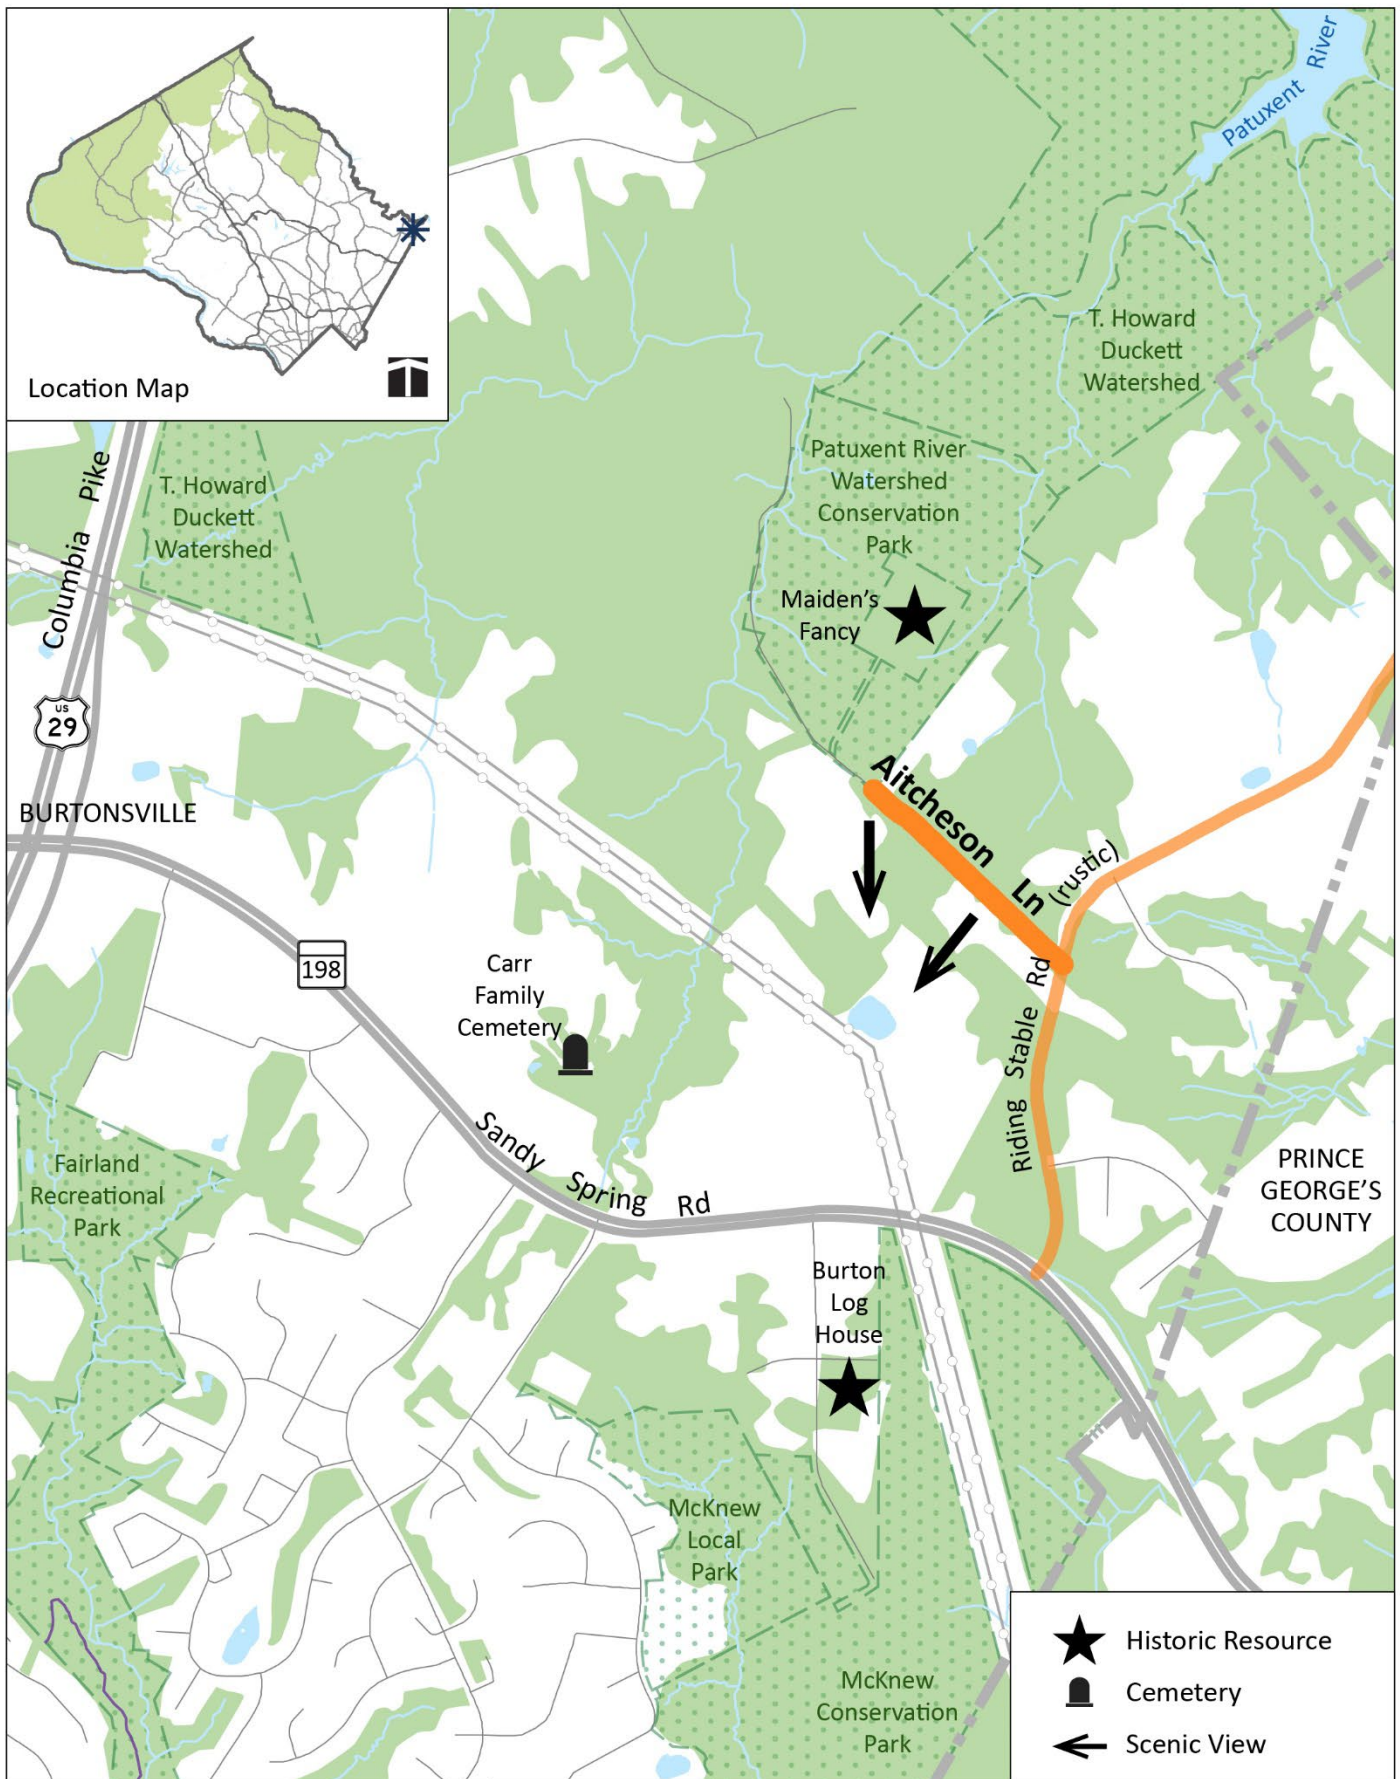 Location Map
Patuxent River
T. Howard
Duckett
Watershed
Patuxent River
Watershed
Conservation
Park
Columbia Pike
T. Howard
Duckett
Watershed
Maiden's
Fancy
US
29
Aitcheson Ln
(rustic)
BURTONSVILLE
198
Carr
Family
Cemetery
Riding Stable Rd
Sandy Spring Rd
Fairland
Recreational
Park
PRINCE
GEORGE'S
COUNTY
Burton
Log
House
McKnew
Local
Park
McKnew
Conservation
Park
Historic Resource
Cemetery
Scenic View